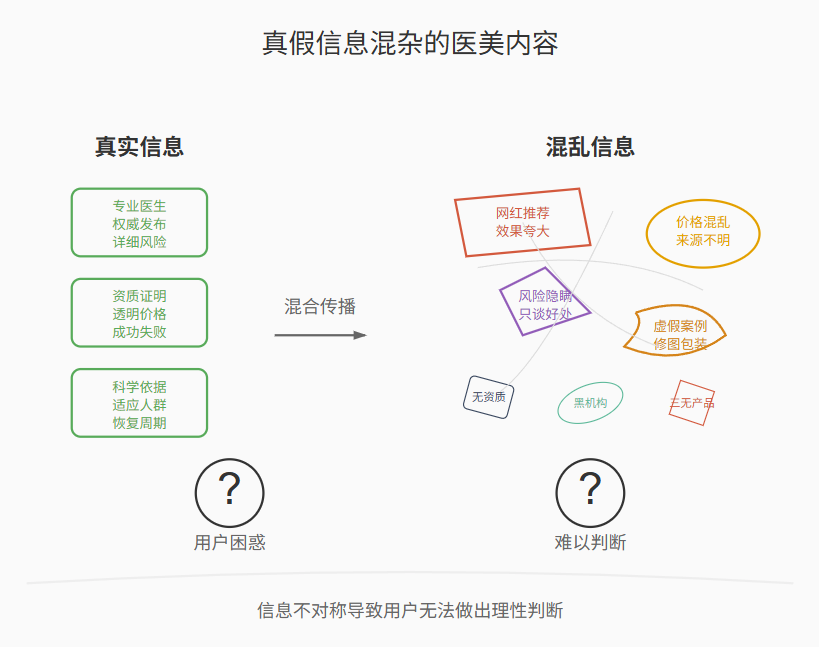 真假信息混杂的医美内容
真实信息
专业医生
权威发布
详细风险
资质证明
透明价格
成功失败
科学依据
适应人群
恢复周期
混合传播
混乱信息
网红推荐
效果夸大
价格混乱
来源不明
风险隐瞒
只谈好处
虚假案例
修图包装
无资质
黑机构
三无产品
?
用户困惑
?
难以判断
信息不对称导致用户无法做出理性判断